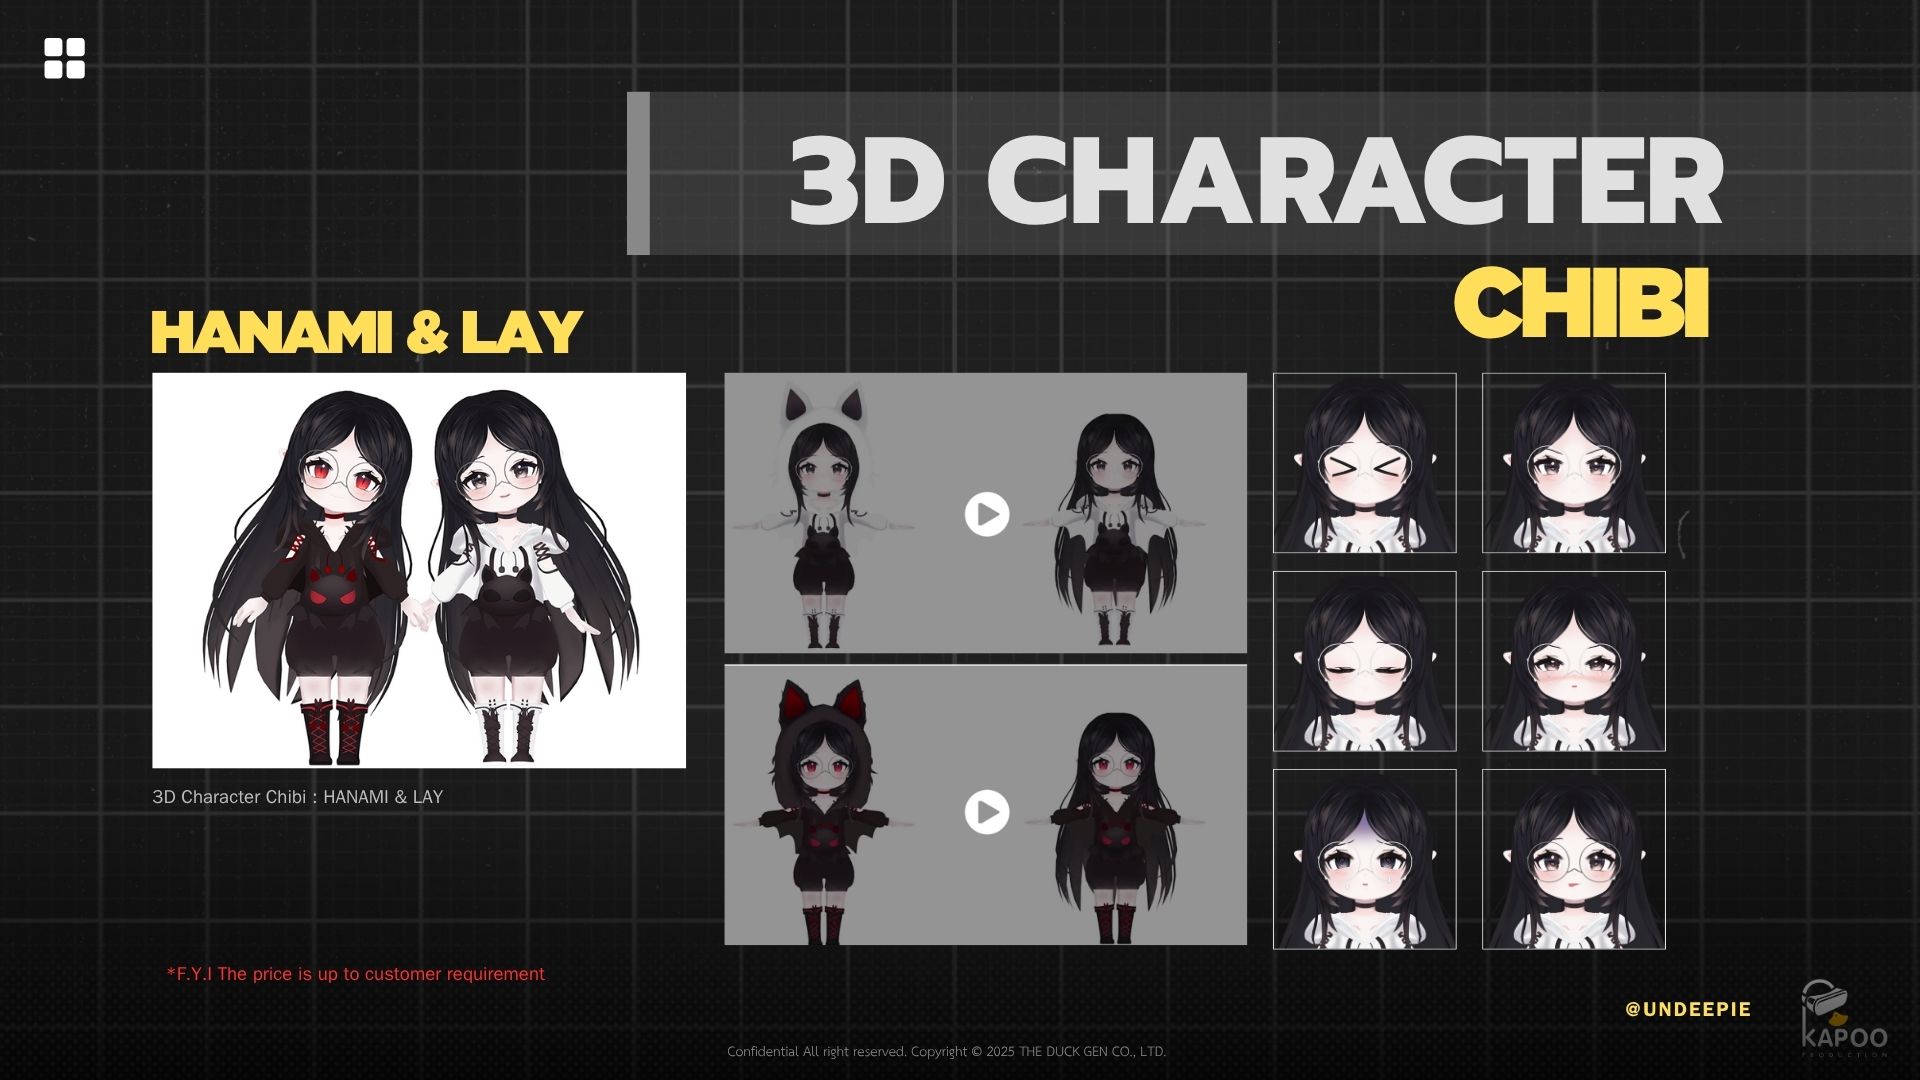 3D CHARACTER
CHIBI
HANAMI & LAY
3D Character Chibi : HANAMI & LAY
*F.Y.I The price is up to customer requirement
@UNDEEPIE
KAPOO
PRODUCTION
Confidential All right reserved. Copyright © 2025 THE DUCK GEN CO., LTD.